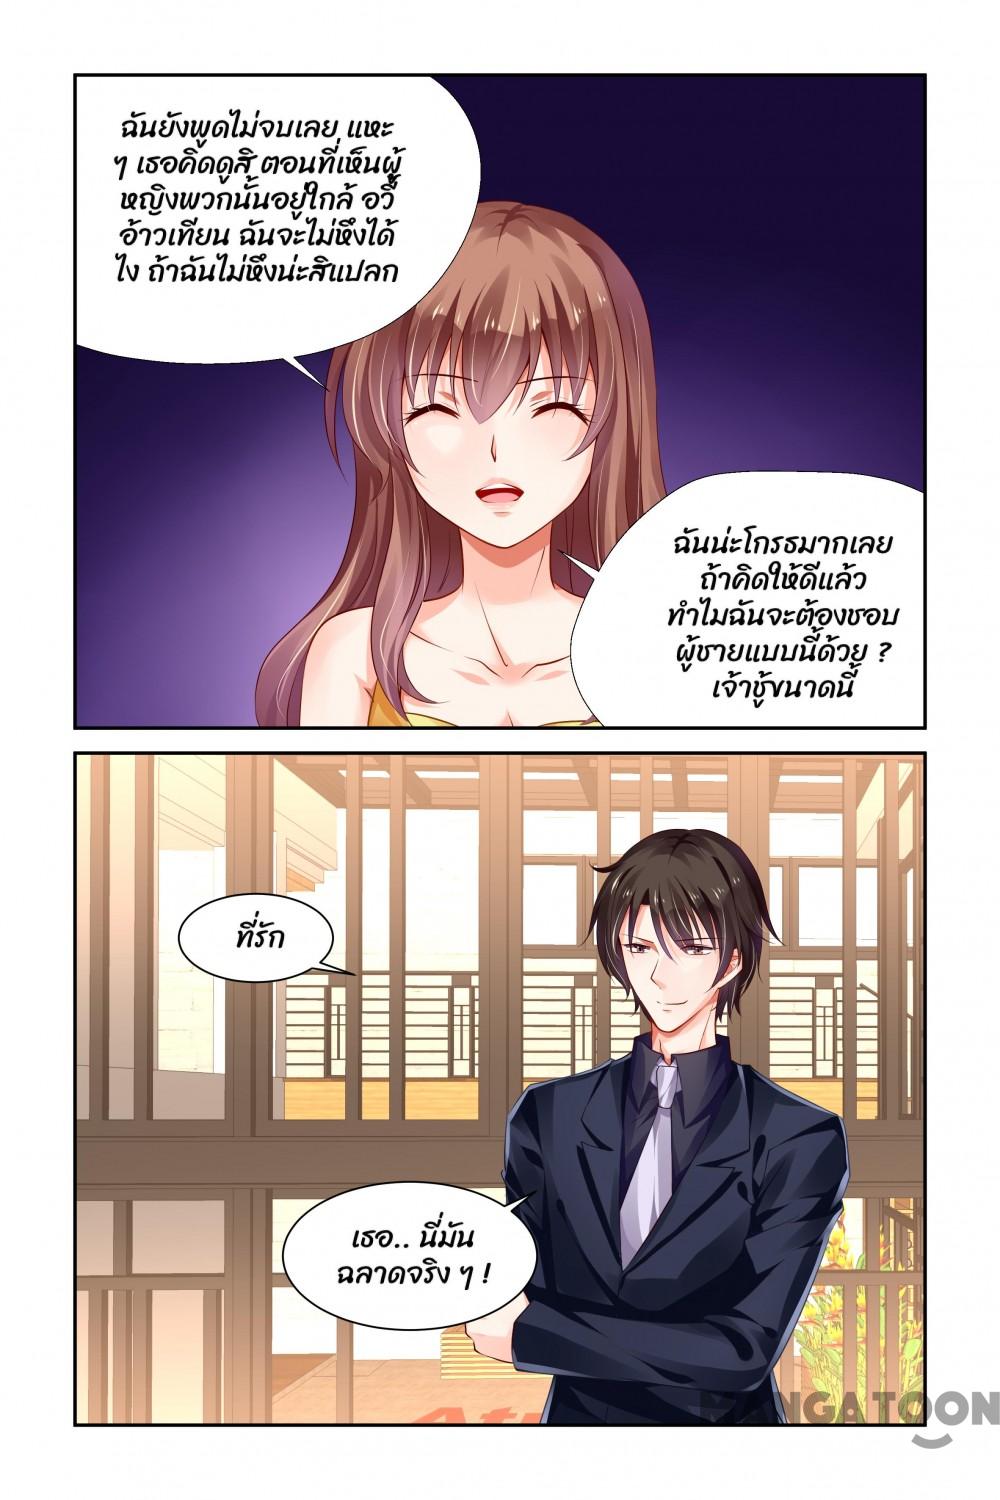 ฉันยังพูดไม่จบเลย แหะ
ๆ เธอคิดดูสิ ตอนที่เห็นผู้
หญิงพวกนั้นอยู่ใกล้ อวี้
อ้าวเทียน ฉันจะไม่หึงได้
ไง ถ้าฉันไม่หึงน่ะสิแปลก
ฉันน่ะโกรธมากเลย
ถ้าคิดให้ดีแล้ว
ทำไมฉันจะต้องชอบ
ผู้ชายแบบนี้ด้วย ?
เจ้าชู้ขนาดนี้
ที่รัก
เธอ.. นี่มัน
ฉลาดจริง ๆ !
MANGATOON